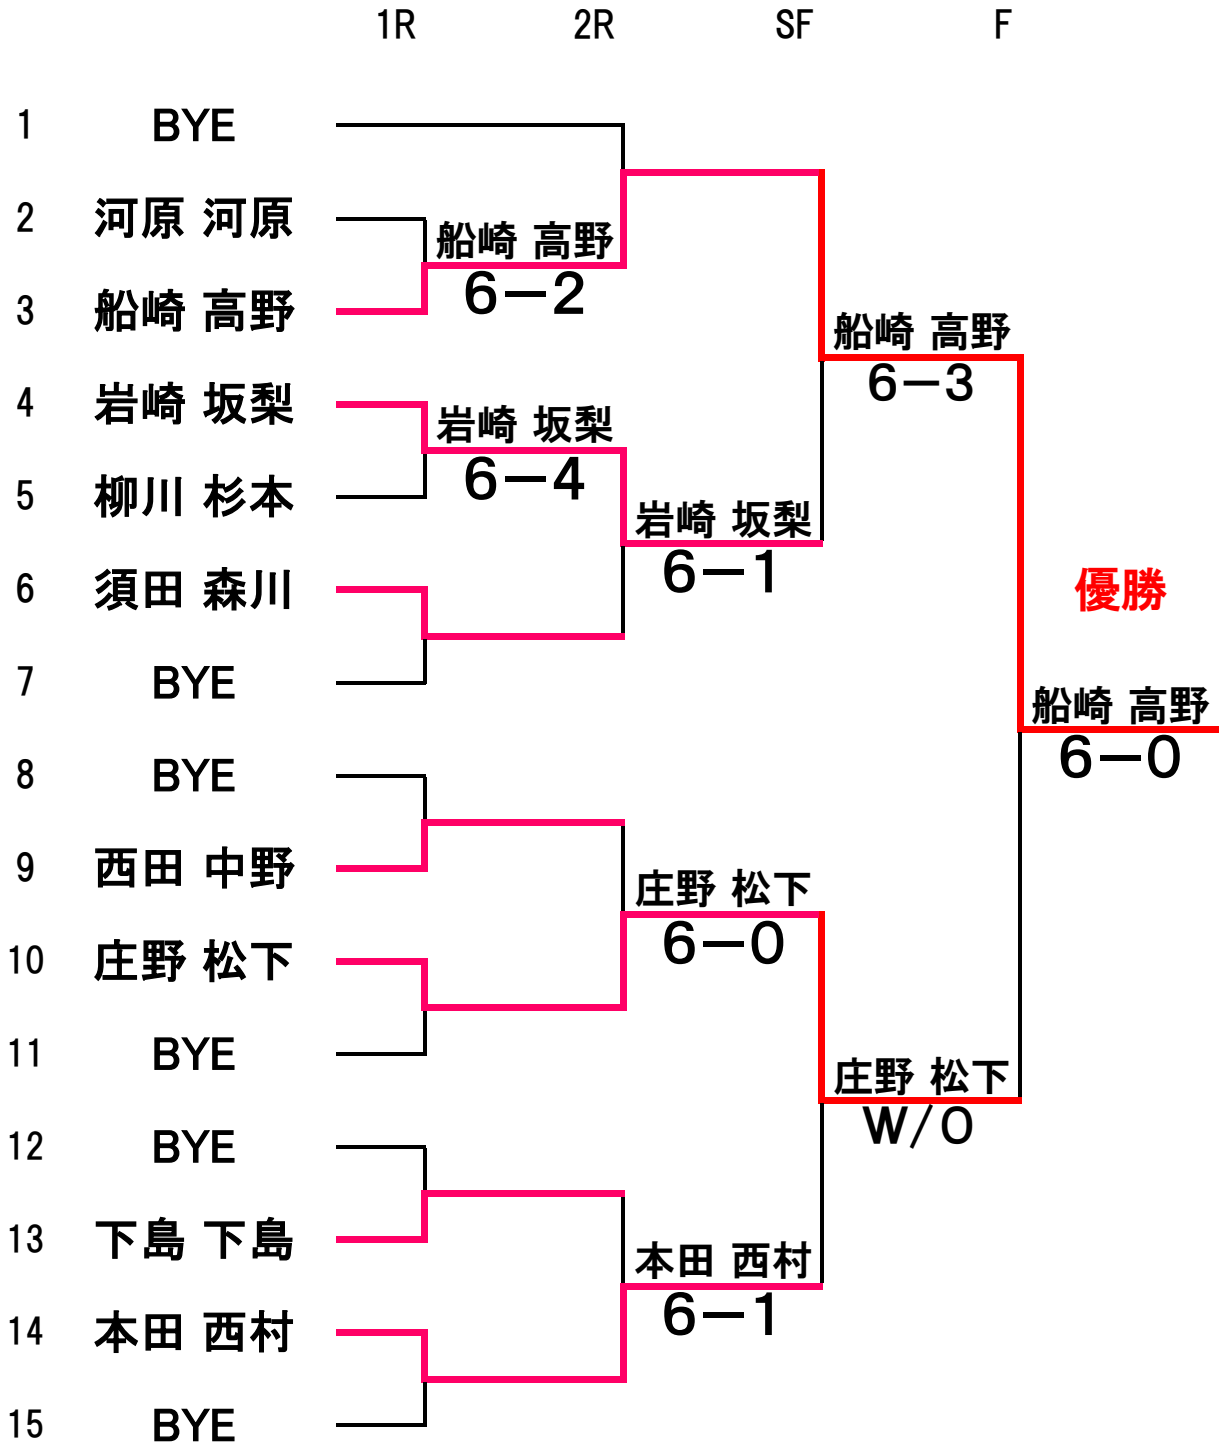 1R 2R SF F
1 BYE
2 河原 河原
船崎 高野
6－2
3 船崎 高野
船崎 高野
6－3
4 岩崎 坂梨
岩崎 坂梨
6－4
5 柳川 杉本
岩崎 坂梨
6－1
6 須田 森川
優勝
7 BYE
船崎 高野
6－0
8 BYE
9 西田 中野
庄野 松下
6－0
10 庄野 松下
11 BYE
庄野 松下
W/O
12 BYE
13 下島 下島
本田 西村
6－1
14 本田 西村
15 BYE